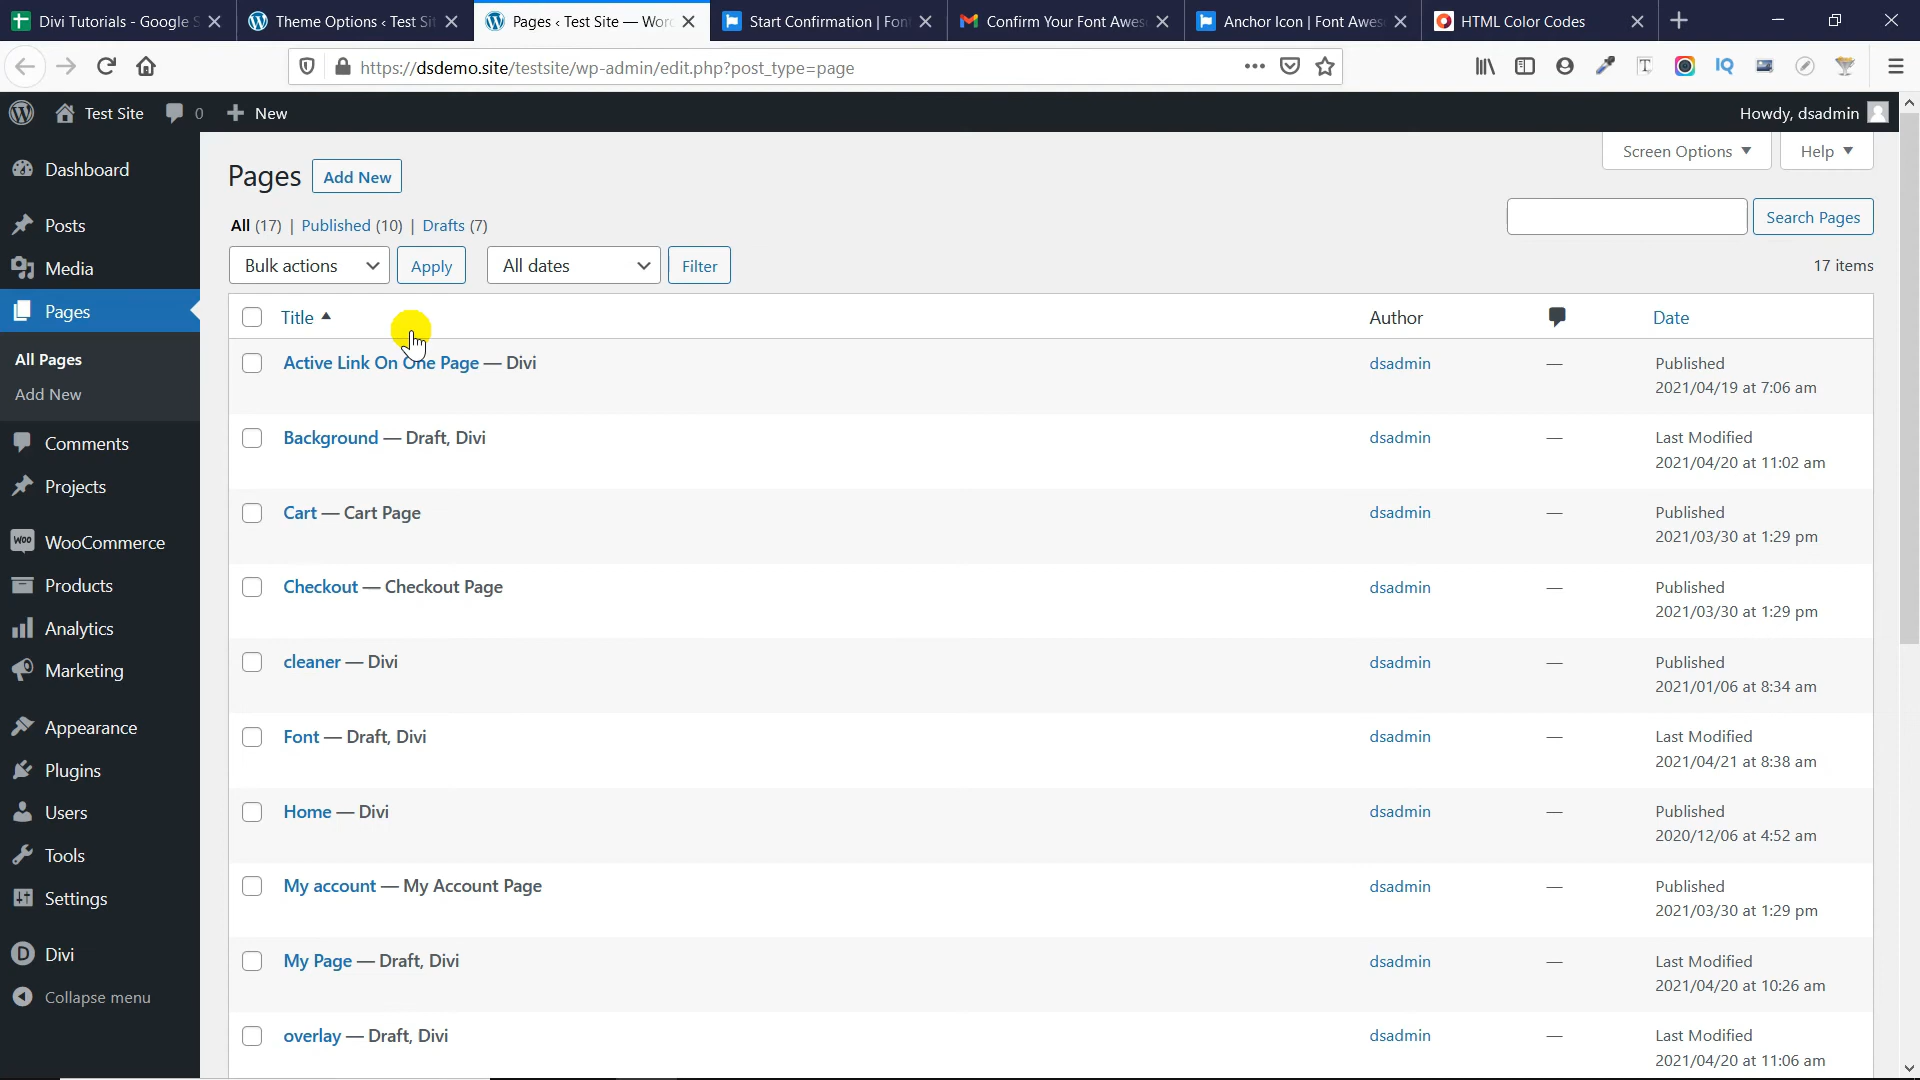 Divi Tutorials - Google S
Theme Options ‹ Test Sit
Pages ‹ Test Site — Word
Start Confirmation | Font
Confirm Your Font Awes
Anchor Icon | Font Awes
HTML Color Codes
https://dsdemo.site/testsite/wp-admin/edit.php?post_type=page
Test Site 0 New
Howdy, dsadmin
Dashboard
Posts
Media
Pages
All Pages
Add New
Comments
Projects
WooCommerce
Products
Analytics
Marketing
Appearance
Plugins
Users
Tools
Settings
Divi
Collapse menu
Screen Options Help
Pages Add New
All (17) | Published (10) | Drafts (7)
Search Pages
Bulk actions Apply All dates Filter
17 items
Title Author Date
Active Link On One Page — Divi dsadmin — Published
2021/04/19 at 7:06 am
Background — Draft, Divi dsadmin — Last Modified
2021/04/20 at 11:02 am
Cart — Cart Page dsadmin — Published
2021/03/30 at 1:29 pm
Checkout — Checkout Page dsadmin — Published
2021/03/30 at 1:29 pm
cleaner — Divi dsadmin — Published
2021/01/06 at 8:34 am
Font — Draft, Divi dsadmin — Last Modified
2021/04/21 at 8:38 am
Home — Divi dsadmin — Published
2020/12/06 at 4:52 am
My account — My Account Page dsadmin — Published
2021/03/30 at 1:29 pm
My Page — Draft, Divi dsadmin — Last Modified
2021/04/20 at 10:26 am
overlay — Draft, Divi dsadmin — Last Modified
2021/04/20 at 11:06 am